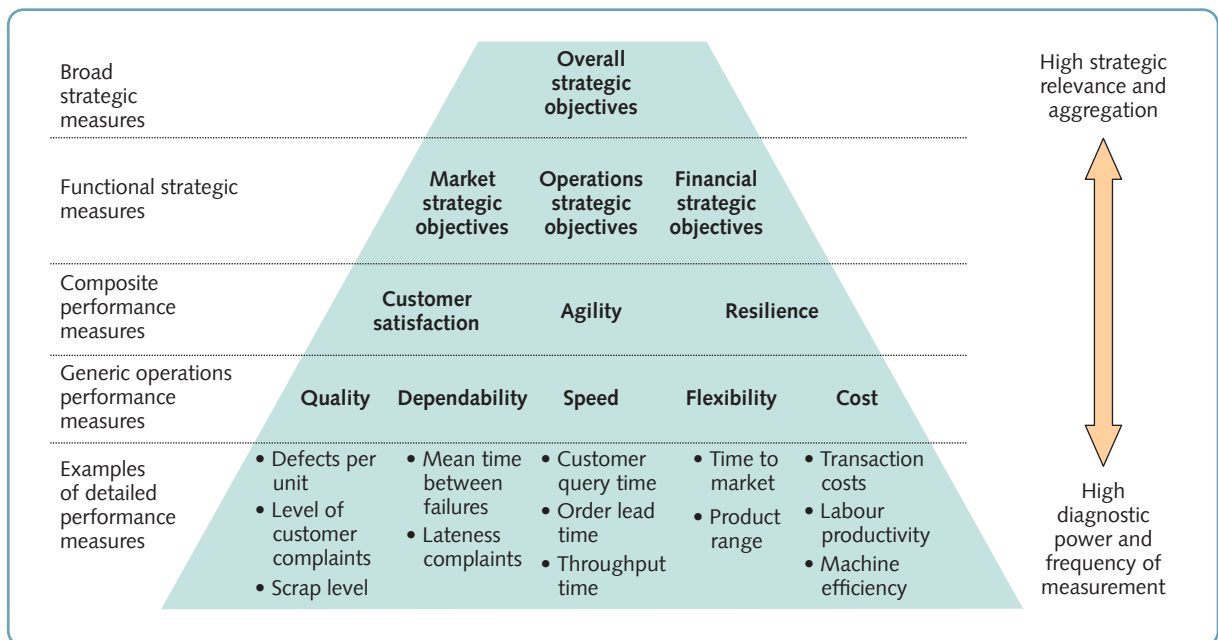 Broad
strategic
measures
Overall
strategic
objectives
High strategic
relevance and
aggregation
Functional strategic
measures
Market
strategic
objectives
Operations
strategic
objectives
Financial
strategic
objectives
Composite
performance
measures
Customer
satisfaction
Agility
Resilience
Generic operations
performance
measures
Quality
Dependability
Speed
Flexibility
Cost
Examples
of detailed
performance
measures
• Defects per
unit
• Level of
customer
complaints
• Scrap level
• Mean time
between
failures
• Lateness
complaints
• Customer
query time
• Order lead
time
• Throughput
time
• Time to
market
• Product
range
• Transaction
costs
• Labour
productivity
• Machine
efficiency
High
diagnostic
power and
frequency of
measurement